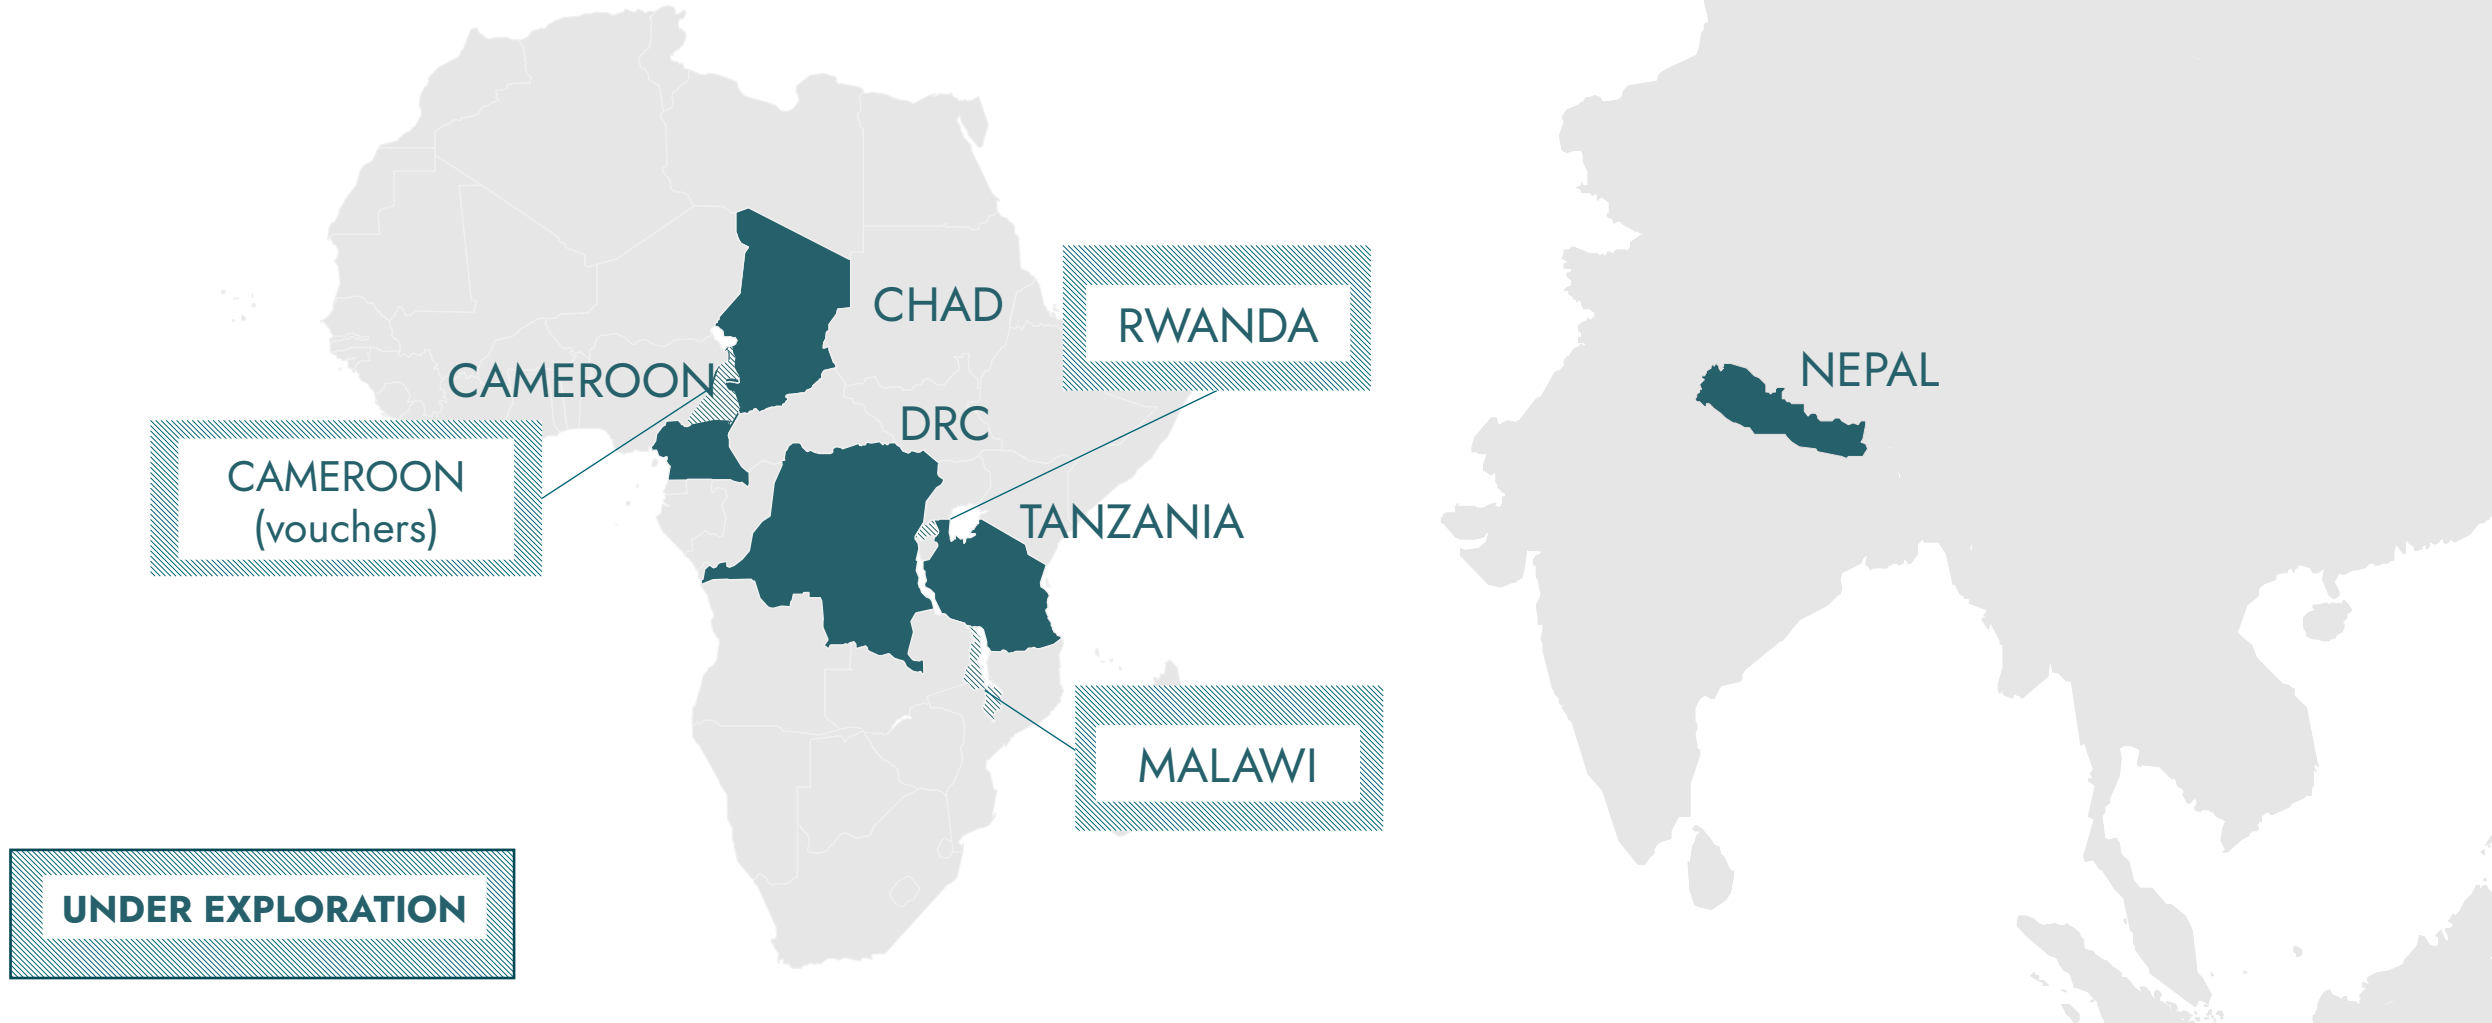 CHAD
RWANDA
CAMEROON
NEPAL
DRC
CAMEROON
(vouchers)
TANZANIA
MALAWI
UNDER EXPLORATION